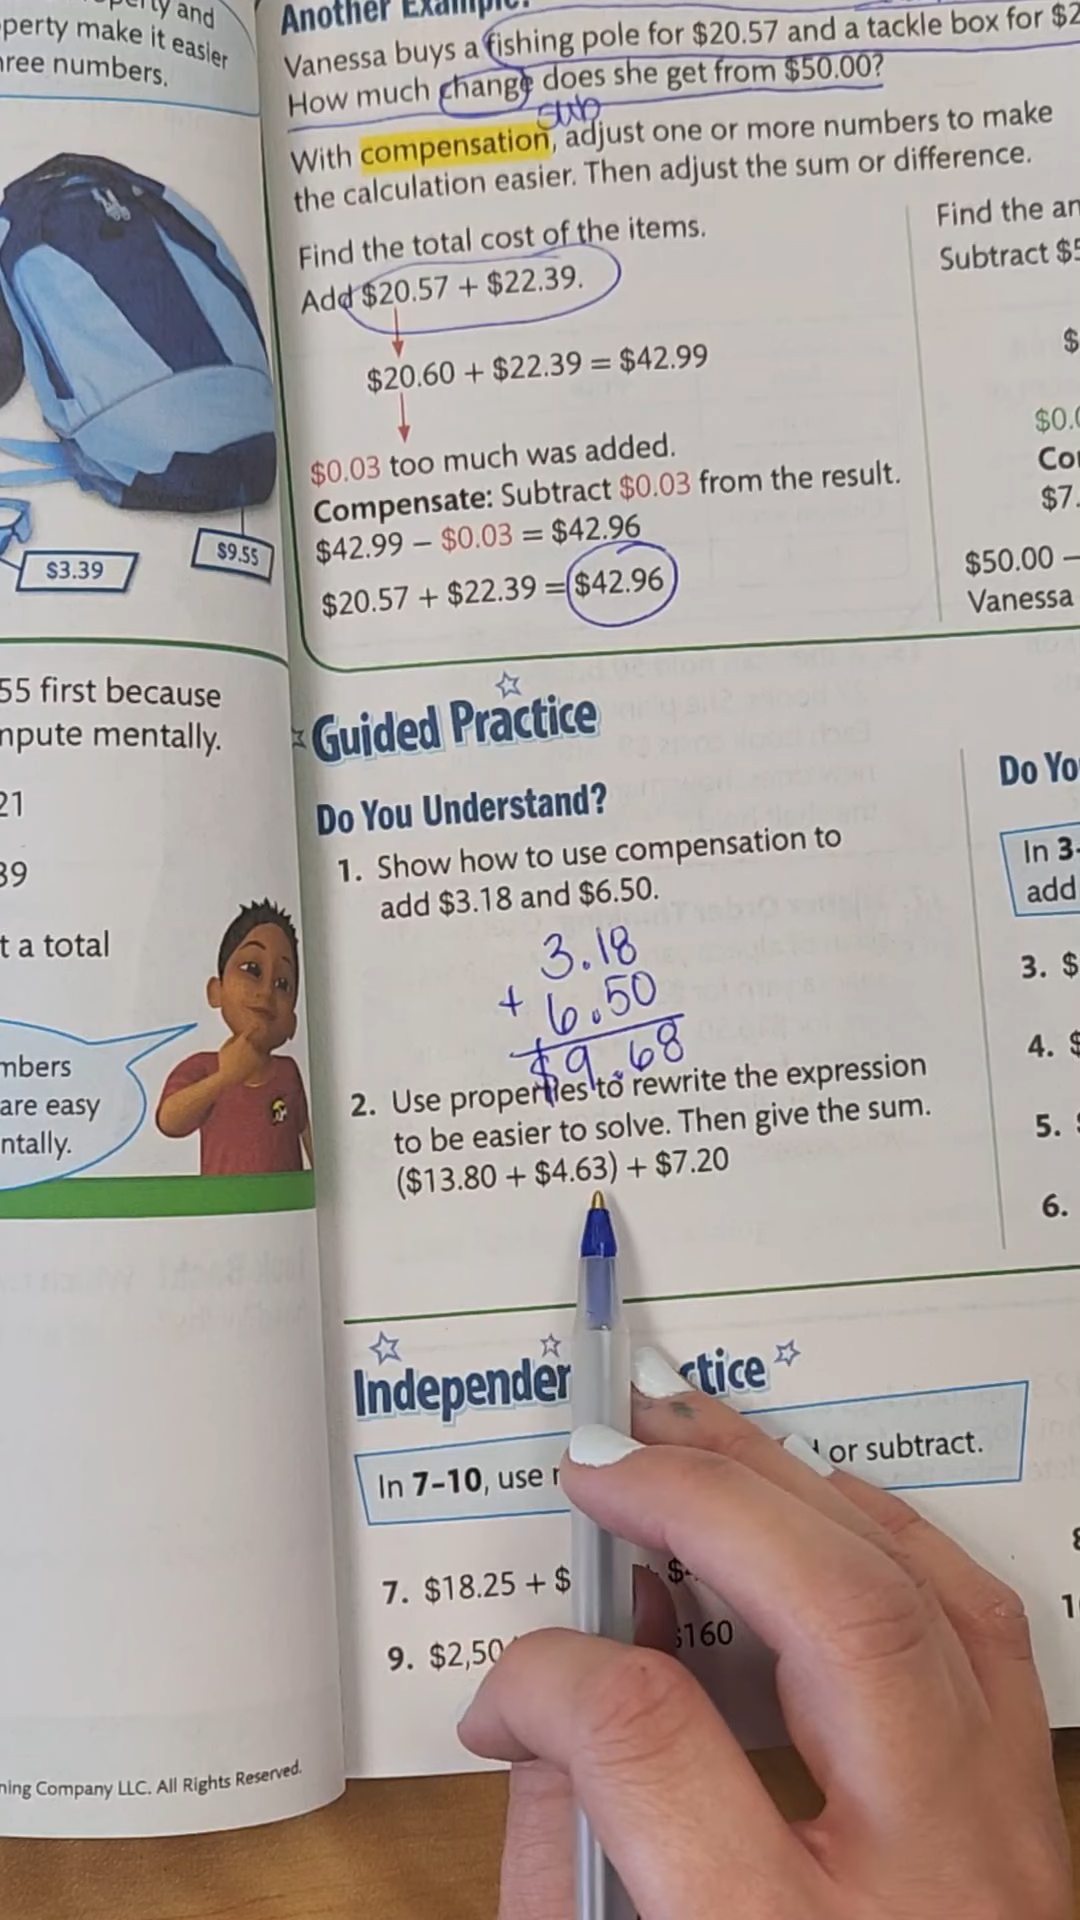 and
perty make it easier
ree numbers.
$3.39
$9.55
55 first because
mpute mentally.
21
39
t a total
mbers
are easy
ntally.
ning Company LLC. All Rights Reserved.
Another Example
Vanessa buys a fishing pole for $20.57 and a tackle box for $2
How much change does she get from $50.00?
sub
With compensation, adjust one or more numbers to make
the calculation easier. Then adjust the sum or difference.
Find the total cost of the items.
Add $20.57 + $22.39.
$20.60 + $22.39 = $42.99
$0.03 too much was added.
Compensate: Subtract $0.03 from the result.
$42.99 – $0.03 = $42.96
$20.57 + $22.39 = $42.96
Find the an
Subtract $5
$
$0.0
Co
$7.
$50.00 –
Vanessa
Guided Practice
Do You Understand?
1. Show how to use compensation to
add $3.18 and $6.50.
3.18
+ 6.50
$9.68
2. Use properties to rewrite the expression
to be easier to solve. Then give the sum.
($13.80 + $4.63) + $7.20
Do Yo
In 3-
add
3. $
4. $
5. $
6.
Independen ctice
In 7–10, use or subtract.
7. $18.25 + $
9. $2,50 $160
8
1